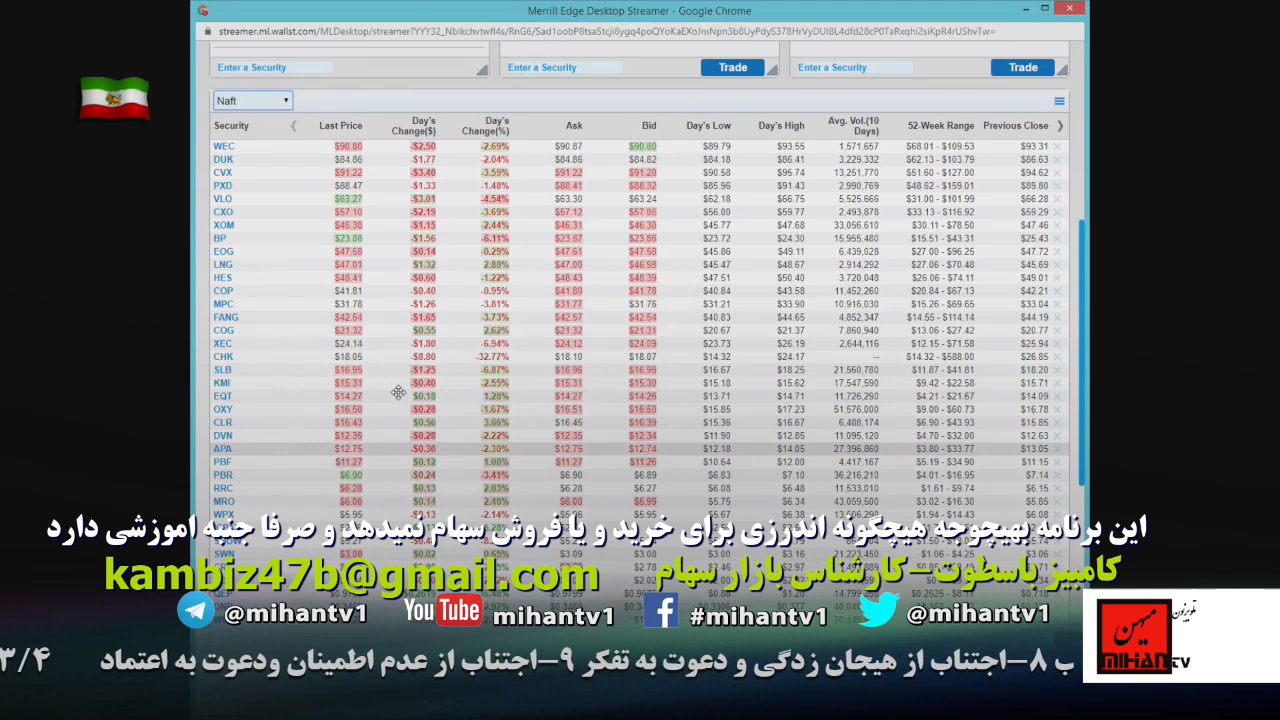 Merrill Edge Desktop Streamer - Google Chrome
Enter a Security Enter a Security Trade Enter a Security Trade
Naft
Security Last Price Day's Change($) Day's Change(%) Ask Bid Day's Low Day's High Avg. Vol.(10 Days) 52-Week Range Previous Close
WEC $90.80 -$2.50 -2.69% $90.87 $90.80 $89.79 $93.55 1,571,657 $68.01 - $109.53 $93.31
DUK $84.86 -$1.77 -2.04% $84.86 $84.82 $84.18 $86.41 3,229,332 $62.13 - $103.79 $86.63
CVX $91.22 -$3.40 -3.59% $91.22 $91.20 $90.58 $95.74 13,251,770 $51.60 - $127.00 $94.62
PXD $88.47 -$1.33 -1.48% $88.41 $88.32 $85.96 $91.43 2,990,769 $48.62 - $159.01 $89.80
VLO $63.27 -$3.01 -4.54% $63.30 $63.24 $62.18 $66.75 5,525,666 $31.00 - $101.99 $66.28
CXO $57.10 -$2.19 -3.69% $57.12 $57.06 $56.00 $59.77 2,493,878 $33.13 - $116.92 $59.29
XOM $46.30 -$1.15 -2.44% $46.31 $46.30 $45.77 $47.68 33,056,610 $30.11 - $78.50 $47.46
BP $23.88 -$1.56 -6.11% $23.87 $23.86 $23.72 $24.30 15,955,480 $15.51 - $43.31 $25.43
EOG $47.58 -$0.14 -0.29% $47.61 $47.58 $45.86 $49.11 6,439,028 $27.00 - $96.25 $47.72
LNG $47.01 $1.32 2.88% $47.00 $46.98 $45.47 $48.67 2,914,292 $27.06 - $70.48 $45.69
HES $48.41 -$0.60 -1.22% $48.43 $48.39 $47.51 $50.40 3,720,048 $26.06 - $74.11 $49.01
COP $41.81 -$0.40 -0.95% $41.80 $41.78 $40.84 $43.58 11,452,260 $20.84 - $67.13 $42.21
MPC $31.78 -$1.26 -3.81% $31.77 $31.76 $31.21 $33.90 10,916,030 $15.26 - $69.65 $33.04
FANG $42.54 -$1.65 -3.73% $42.57 $42.54 $40.83 $44.65 4,852,347 $14.55 - $114.14 $44.19
COG $21.32 $0.55 2.62% $21.32 $21.31 $20.67 $21.37 7,860,940 $13.06 - $27.42 $20.77
XEC $24.14 -$1.80 -6.94% $24.12 $24.09 $23.73 $26.19 2,644,116 $12.15 - $71.58 $25.94
CHK $18.05 -$8.80 -32.77% $18.10 $18.07 $14.32 $24.17 -- $14.32 - $588.00 $26.85
SLB $16.95 -$1.25 -6.87% $16.96 $16.96 $16.67 $18.25 21,560,780 $11.87 - $41.81 $18.20
KMI $15.31 -$0.40 -2.55% $15.31 $15.30 $15.18 $15.62 17,547,590 $9.42 - $22.58 $15.71
EQT $14.27 $0.18 1.28% $14.27 $14.26 $13.71 $14.71 11,726,290 $4.21 - $21.67 $14.09
OXY $16.50 -$0.28 -1.67% $16.51 $16.50 $15.85 $17.23 51,576,000 $9.00 - $60.73 $16.78
CLR $16.43 $0.56 3.66% $16.45 $16.39 $15.36 $16.67 6,488,174 $6.90 - $43.93 $15.85
DVN $12.35 -$0.28 -2.22% $12.35 $12.34 $11.90 $12.85 11,095,120 $4.70 - $32.00 $12.63
APA $12.75 -$0.30 -2.30% $12.75 $12.74 $12.18 $14.05 27,396,860 $3.80 - $33.77 $13.05
PBF $11.27 $0.12 1.08% $11.27 $11.26 $10.64 $12.00 4,417,167 $5.19 - $34.90 $11.15
PBR $6.90 -$0.24 -3.41% $6.90 $6.89 $6.83 $7.10 36,216,210 $4.01 - $16.92 $7.14
RRC $6.28 $0.13 2.03% $6.28 $6.27 $6.08 $6.48 11,533,010 $1.61 - $9.74 $6.15
MRO $6.00 $0.14 2.48% $6.00 $5.99 $5.75 $6.34 43,059,500 $3.02 - $16.30 $5.85
WPX $5.95 -$0.13 -2.14%
این برنامه بهیچوجه هیچگونه اندرزی برای خرید و یا فروش سهام نمیدهد و صرفا جنبه اموزشی دارد
SWN $3.08 $0.02 0.65% $3.09 $3.08 $3.00 $3.14 21,223,450 $1.06 - $4.25 $3.06
kambiz47b@gmail.com کامبیز باسطوت–کارشناس بازار سهام
@mihantv1 YouTube mihantv1 #mihantv1 @mihantv1
تلویزیون میهن MIHAN TV
ب ۸–اجتناب از هیجان زدگی و دعوت به تفکر ۹–اجتناب از عدم اطمینان ودعوت به اعتماد ۳/۴